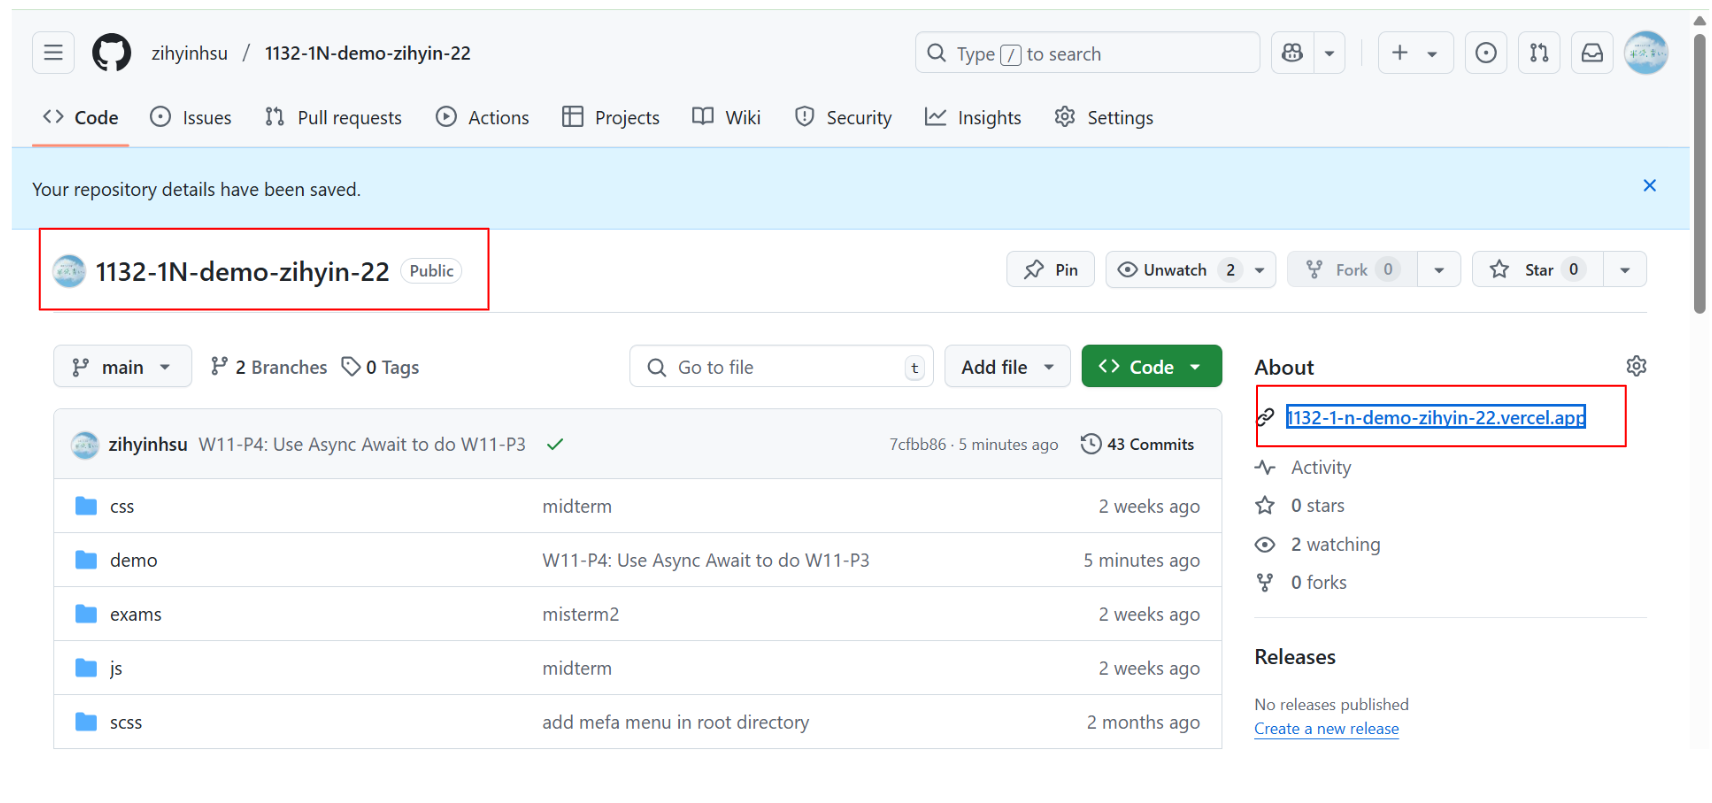 zihyinhsu / 1132-1N-demo-zihyin-22
Type / to search
Code Issues Pull requests Actions Projects Wiki Security Insights Settings
Your repository details have been saved.
1132-1N-demo-zihyin-22 Public
Pin Unwatch 2 Fork 0 Star 0
main 2 Branches 0 Tags Go to file t Add file Code
About
1132-1-n-demo-zihyin-22.vercel.app
zihyinhsu W11-P4: Use Async Await to do W11-P3 7cfbb86 · 5 minutes ago 43 Commits
Activity
css midterm 2 weeks ago
0 stars
demo W11-P4: Use Async Await to do W11-P3 5 minutes ago
2 watching
0 forks
exams misterm2 2 weeks ago
Releases
js midterm 2 weeks ago
No releases published
scss add mefa menu in root directory 2 months ago
Create a new release